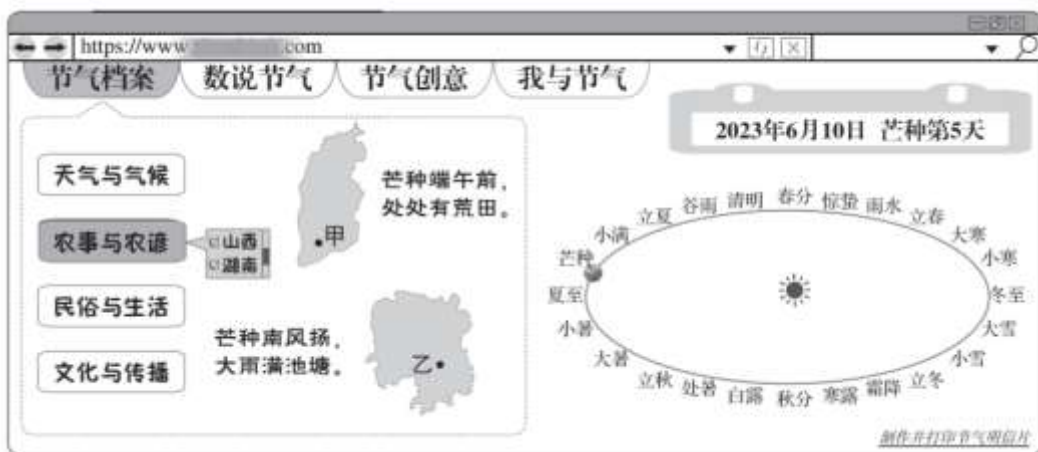 https://www
.com
节气档案 数说节气 节气创意 我与节气
2023年6月10日 芒种第5天
天气与气候
农事与农谚
山西
湖南
民俗与生活
文化与传播
甲
芒种端午前，
处处有荒田。
芒种南风扬，
大雨满池塘。
乙
春分
清明
谷雨
立夏
小满
芒种
夏至
小暑
大暑
立秋
处暑
白露
秋分
寒露
霜降
立冬
小雪
大雪
冬至
小寒
大寒
立春
雨水
惊蛰
制作并打印节气明信片